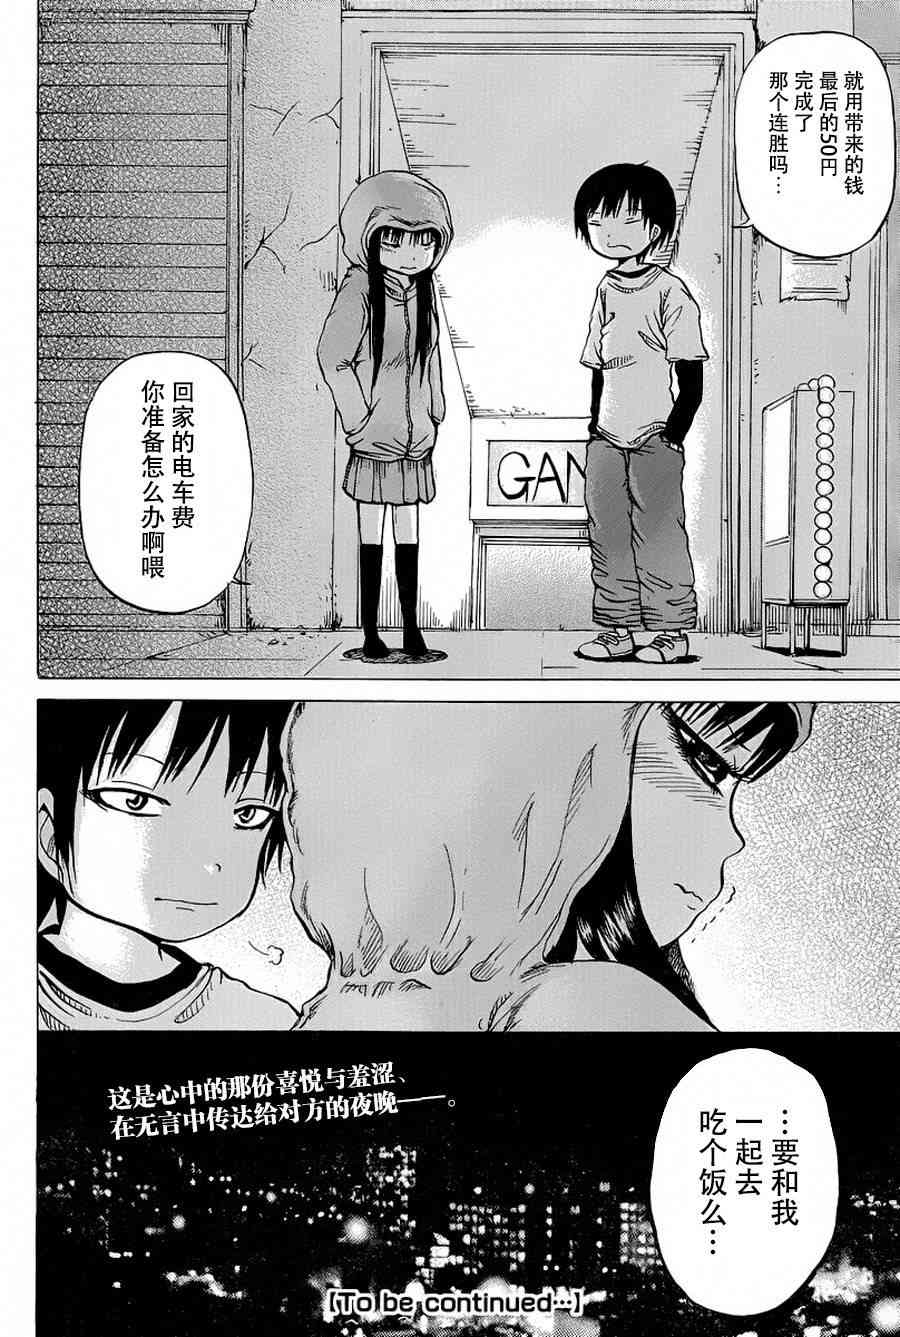 就用带来的钱
最后的50円
完成了
那个连胜吗…
回家的电车费
你准备怎么办啊喂
GAN
这是心中的那份喜悦与羞涩、
在无言中传达给对方的夜晚——。
…要和我
一起去
吃个饭么…
【To be continued…】